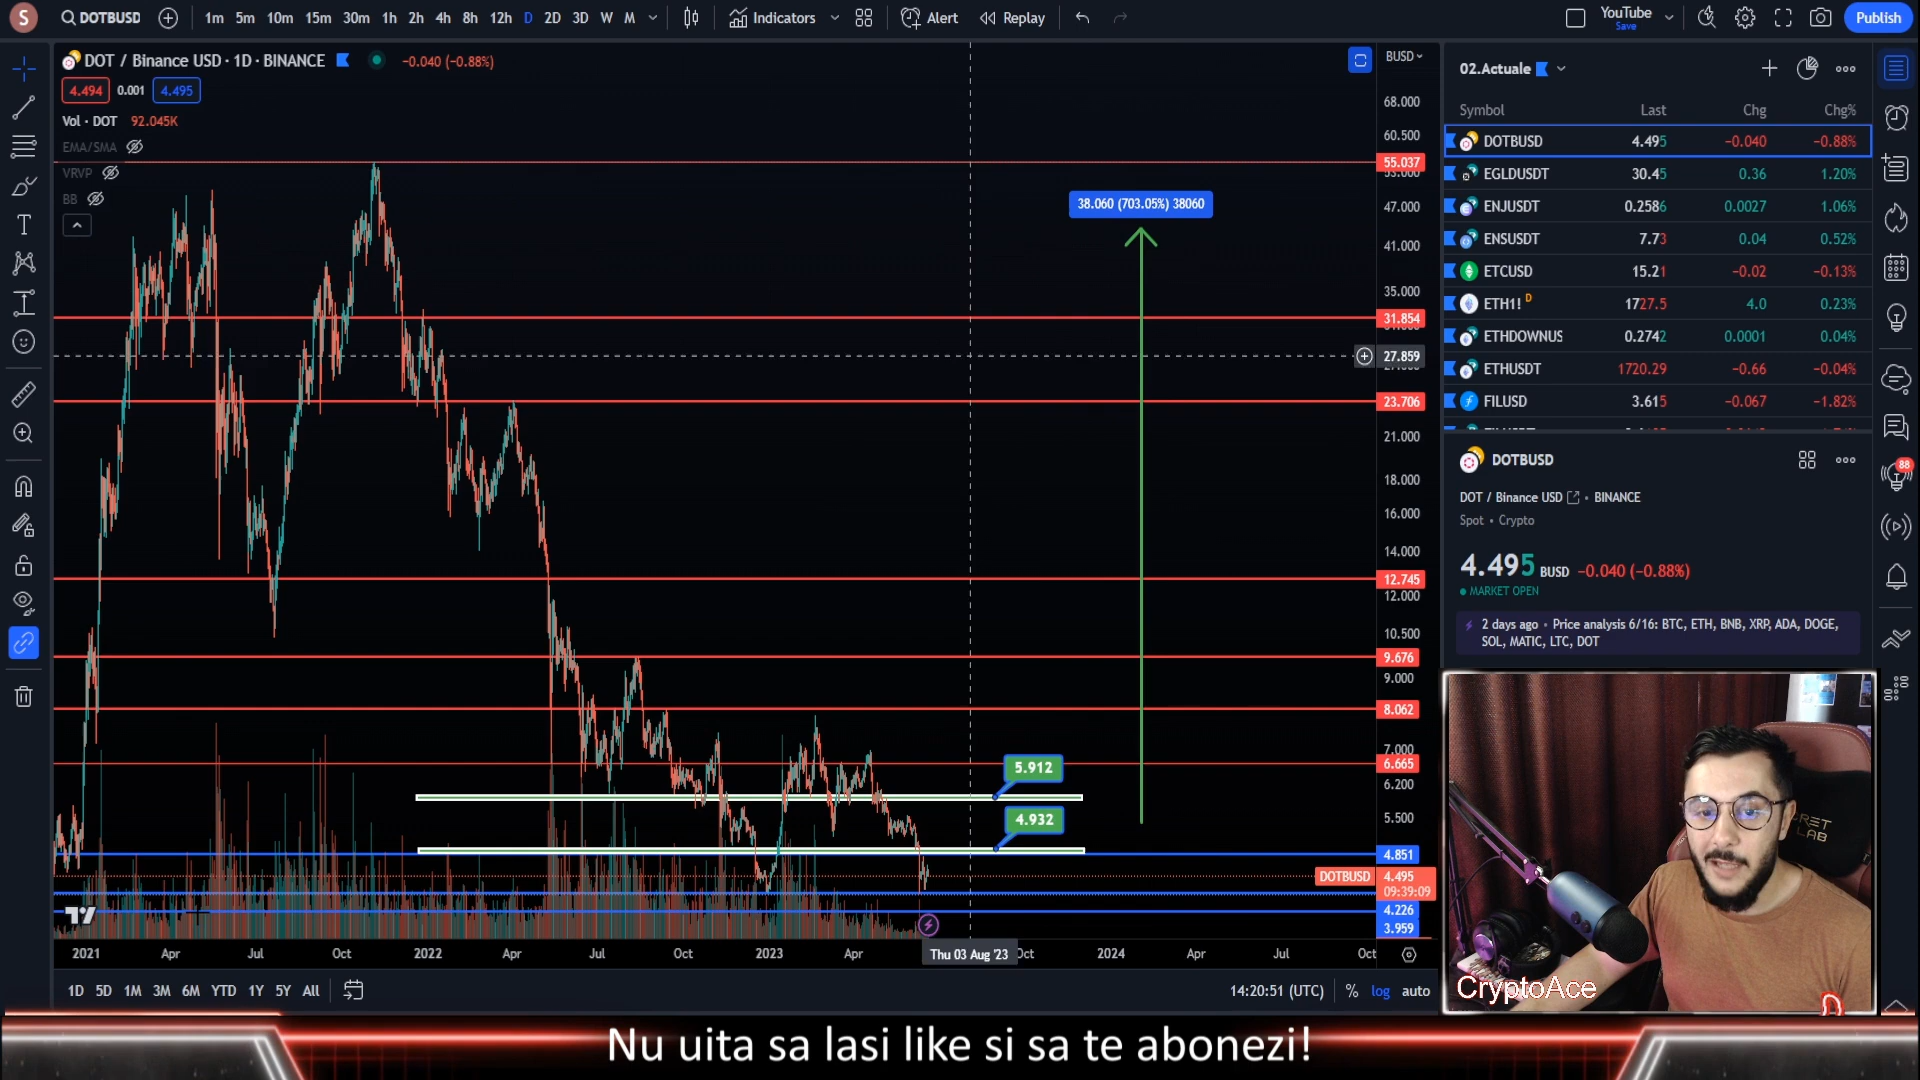 S DOTBUSD 1m 5m 10m 15m 30m 1h 2h 4h 8h 12h D 2D 3D W M Indicators Alert Replay YouTube Save Publish
DOT / Binance USD · 1D · BINANCE -0.040 (-0.88%)
4.494 0.001 4.495
Vol · DOT 92.045K
EMA/SMA
VRVP
BB
BUSD
68.000
60.500
55.037
47.000
41.000
35.000
31.854
27.859
23.706
21.000
18.000
16.000
14.000
12.745
12.000
10.500
9.676
9.000
8.062
7.000
6.665
6.200
5.500
4.851
DOTBUSD 4.495
09:39:09
4.226
3.959
38.060 (703.05%) 38060
5.912
4.932
2021 Apr Jul Oct 2022 Apr Jul Oct 2023 Apr Thu 03 Aug '23 Oct 2024 Apr Jul Oct
1D 5D 1M 3M 6M YTD 1Y 5Y All 14:20:51 (UTC) % log auto
02.Actuale
Symbol Last Chg Chg%
DOTBUSD 4.495 -0.040 -0.88%
EGLDUSDT 30.45 0.36 1.20%
ENJUSDT 0.2586 0.0027 1.06%
ENSUSDT 7.73 0.04 0.52%
ETCUSD 15.21 -0.02 -0.13%
ETH1! D 1727.5 4.0 0.23%
ETHDOWNUS 0.2742 0.0001 0.04%
ETHUSDT 1720.29 -0.66 -0.04%
FILUSD 3.615 -0.067 -1.82%
DOTBUSD
DOT / Binance USD • BINANCE
Spot • Crypto
4.495 BUSD -0.040 (-0.88%)
MARKET OPEN
2 days ago • Price analysis 6/16: BTC, ETH, BNB, XRP, ADA, DOGE,
SOL, MATIC, LTC, DOT
88
CryptoAce
Nu uita sa lasi like si sa te abonezi!